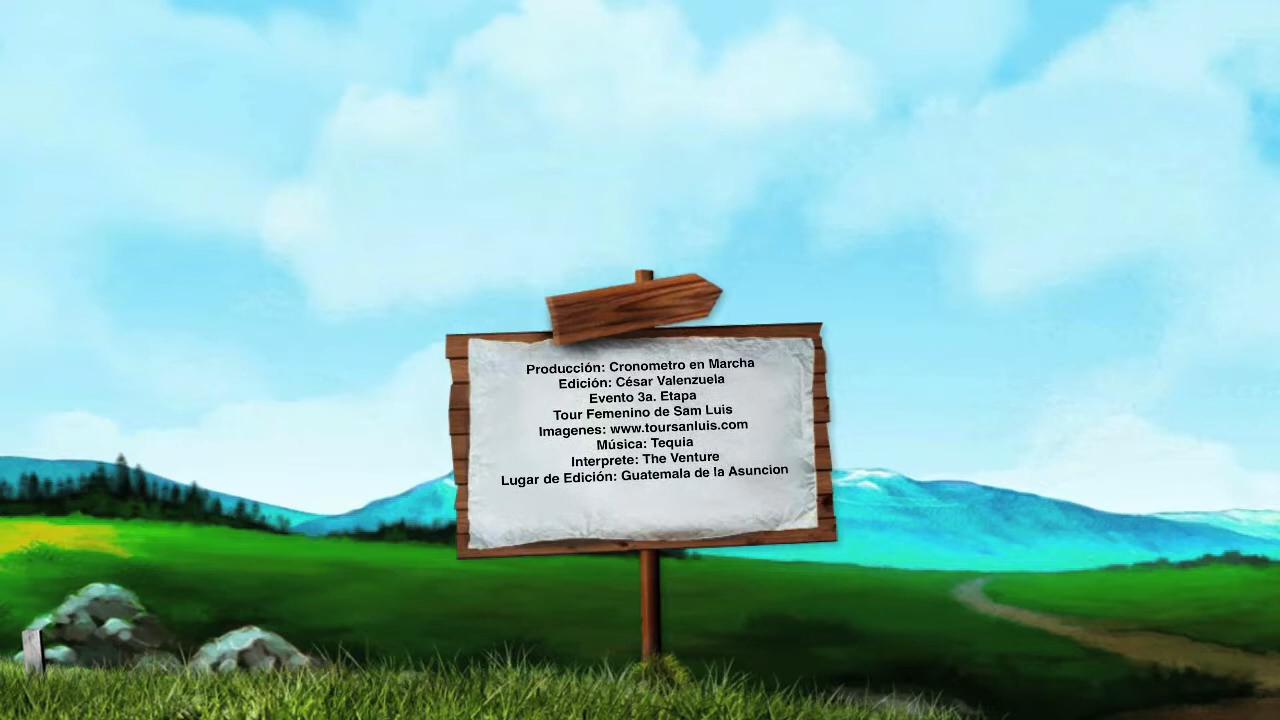 Producción: Cronometro en Marcha
Edición: César Valenzuela
Evento 3a. Etapa
Tour Femenino de Sam Luis
Imagenes: www.toursanluis.com
Música: Tequia
Interprete: The Venture
Lugar de Edición: Guatemala de la Asuncion